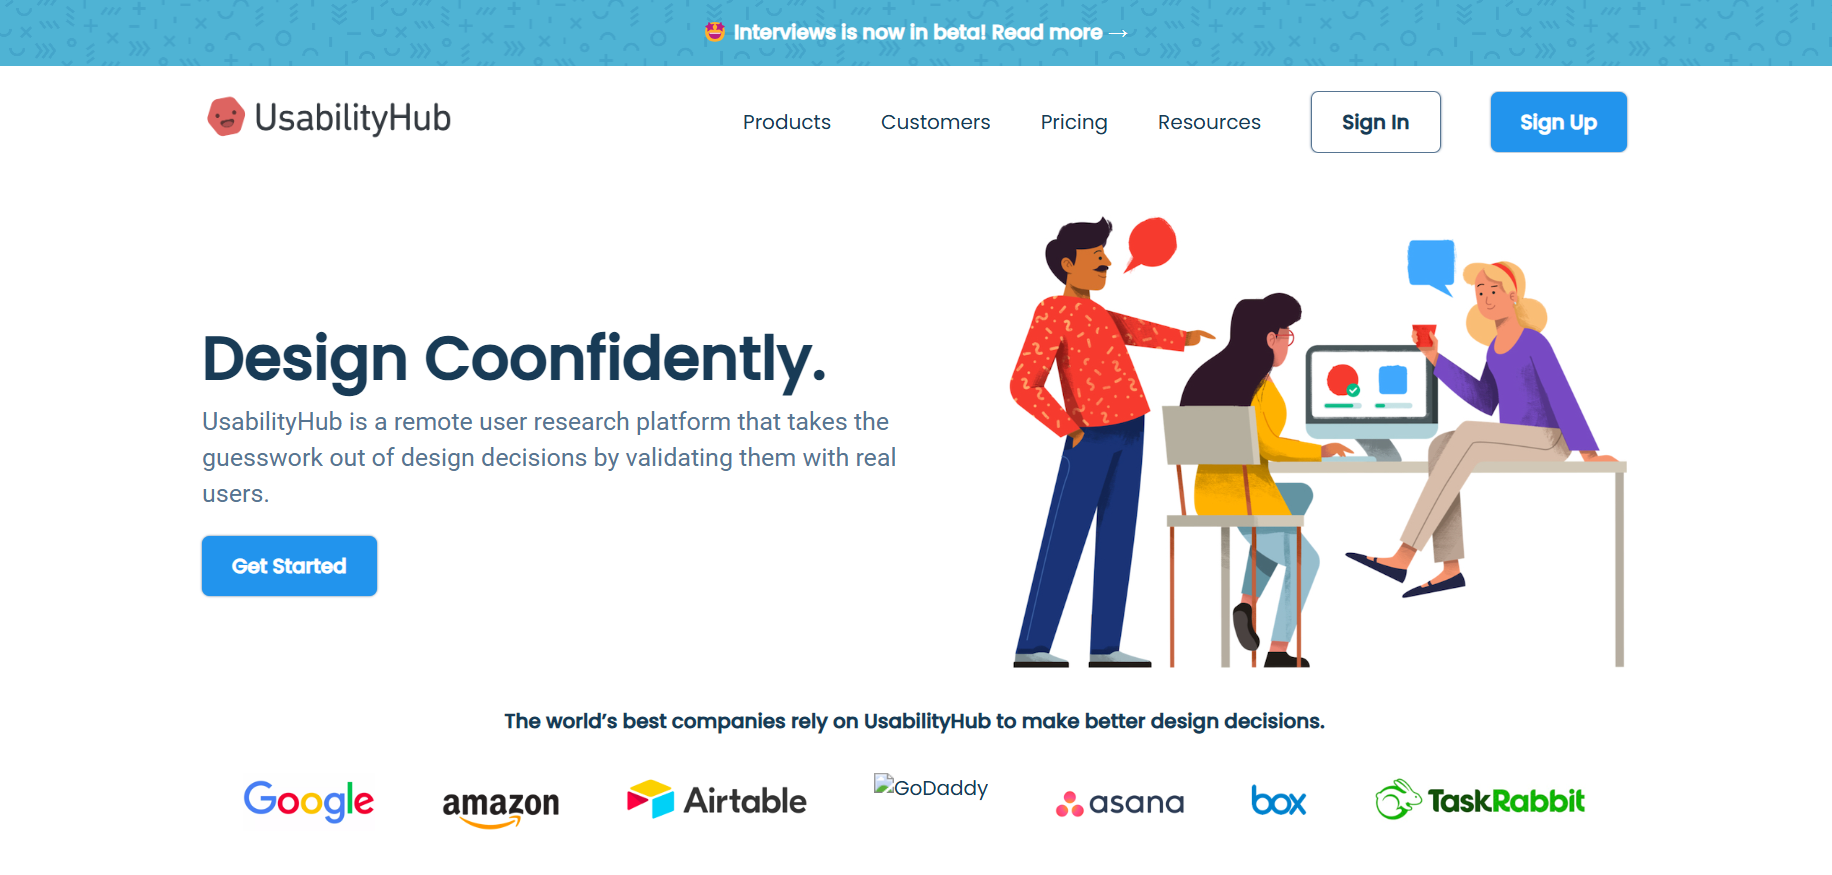 🤩 Interviews is now in beta! Read more →
UsabilityHub
Products Customers Pricing Resources Sign In Sign Up
Design Coonfidently.
UsabilityHub is a remote user research platform that takes the
guesswork out of design decisions by validating them with real
users.
Get Started
The world’s best companies rely on UsabilityHub to make better design decisions.
Google amazon Airtable GoDaddy asana box TaskRabbit